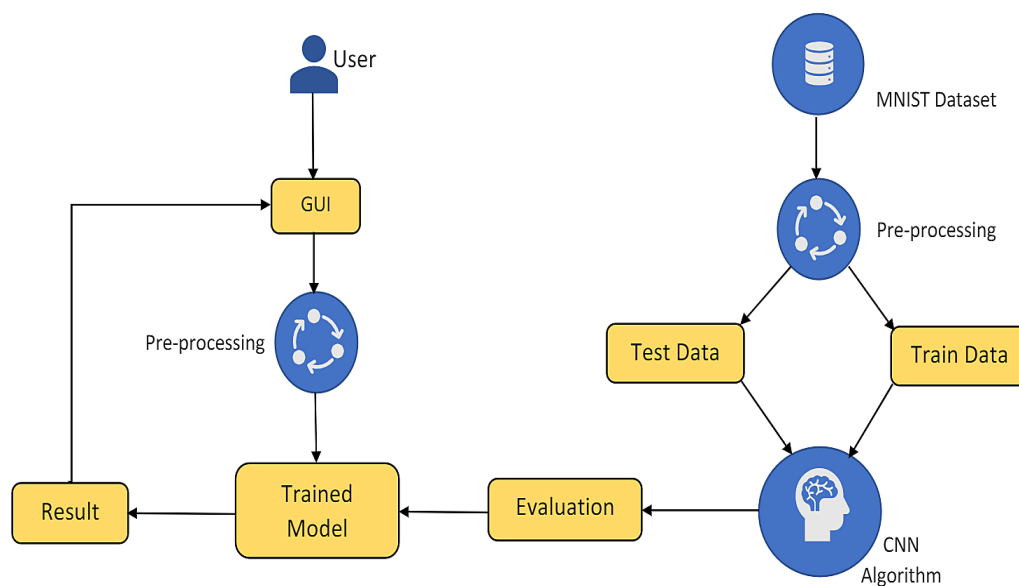 User
MNIST Dataset
GUI
Pre-processing
Pre-processing
Test Data
Train Data
Trained
Model
Result
Evaluation
CNN
Algorithm